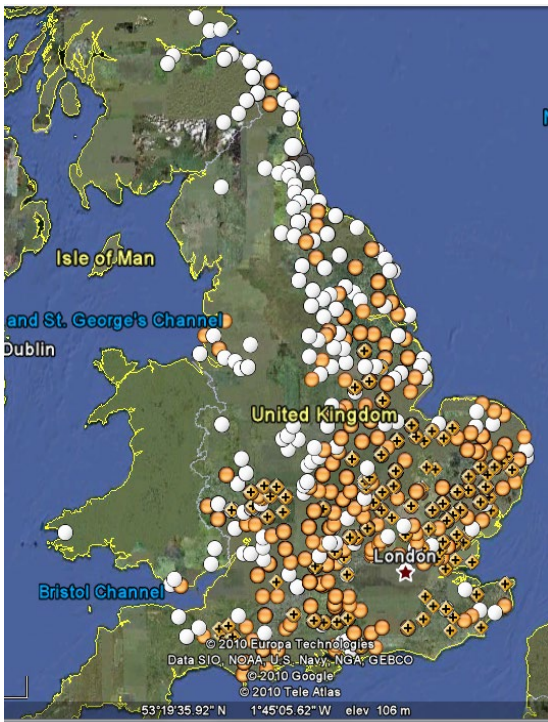 N
Isle of Man
and St. George's Channel
Dublin
United Kingdom
London
Bristol Channel
© 2010 Europa Technologies
Data SIO, NOAA, U.S. Navy, NGA, GEBCO
© 2010 Google
© 2010 Tele Atlas
53°19'35.92" N 1°45'05.62" W elev 106 m